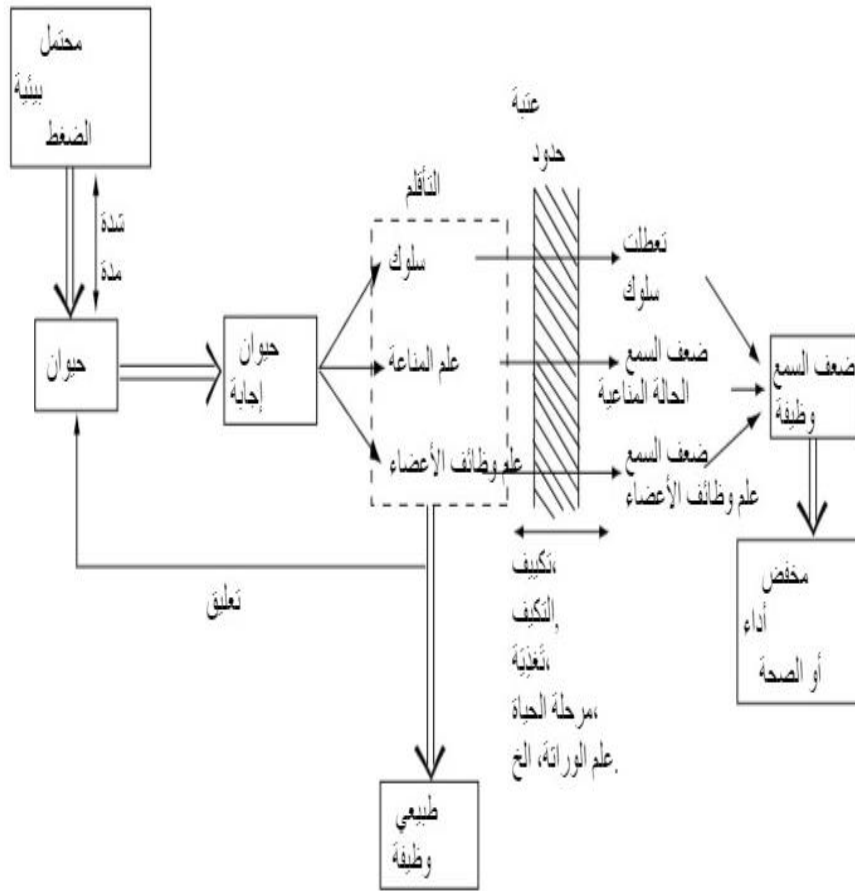 محتمل
بيئية
الضغط
شدة
مدة
حيوان
حيوان
إجابة
التأقلم
سلوك
علم المناعة
علم وظائف الأعضاء
عتبة
حدود
تعطلت
سلوك
ضعف السمع
الحالة المناعية
ضعف السمع
علم وظائف الأعضاء
ضعف السمع
وظيفة
مخفض
أداء
أو الصحة
تكييف،
التكيف,
تغذية،
مرحلة الحياة،
علم الوراثة، الخ.
تعليق
طبيعي
وظيفة